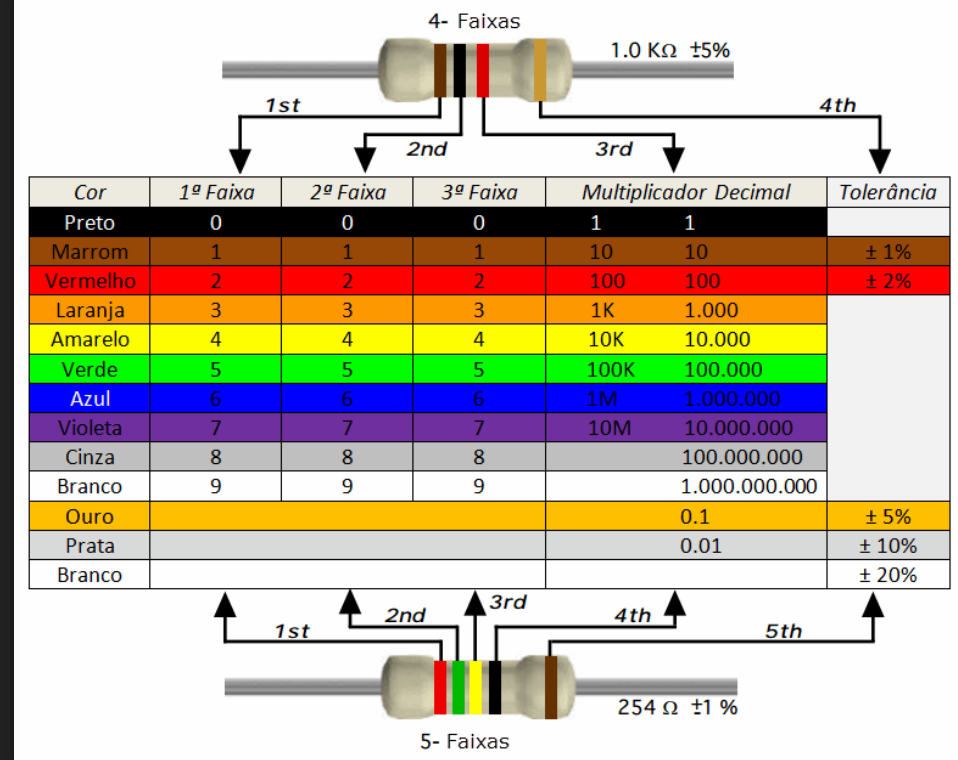 4- Faixas
1.0 KΩ ±5%
1st
4th
2nd
3rd
Cor 1ª Faixa 2ª Faixa 3ª Faixa Multiplicador Decimal Tolerância
Preto 0 0 0 1 1
Marrom 1 1 1 10 10 ± 1%
Vermelho 2 2 2 100 100 ± 2%
Laranja 3 3 3 1K 1.000
Amarelo 4 4 4 10K 10.000
Verde 5 5 5 100K 100.000
Azul 6 6 6 1M 1.000.000
Violeta 7 7 7 10M 10.000.000
Cinza 8 8 8 100.000.000
Branco 9 9 9 1.000.000.000
Ouro 0.1 ± 5%
Prata 0.01 ± 10%
Branco ± 20%
3rd
2nd
4th
1st
5th
254 Ω ±1 %
5- Faixas